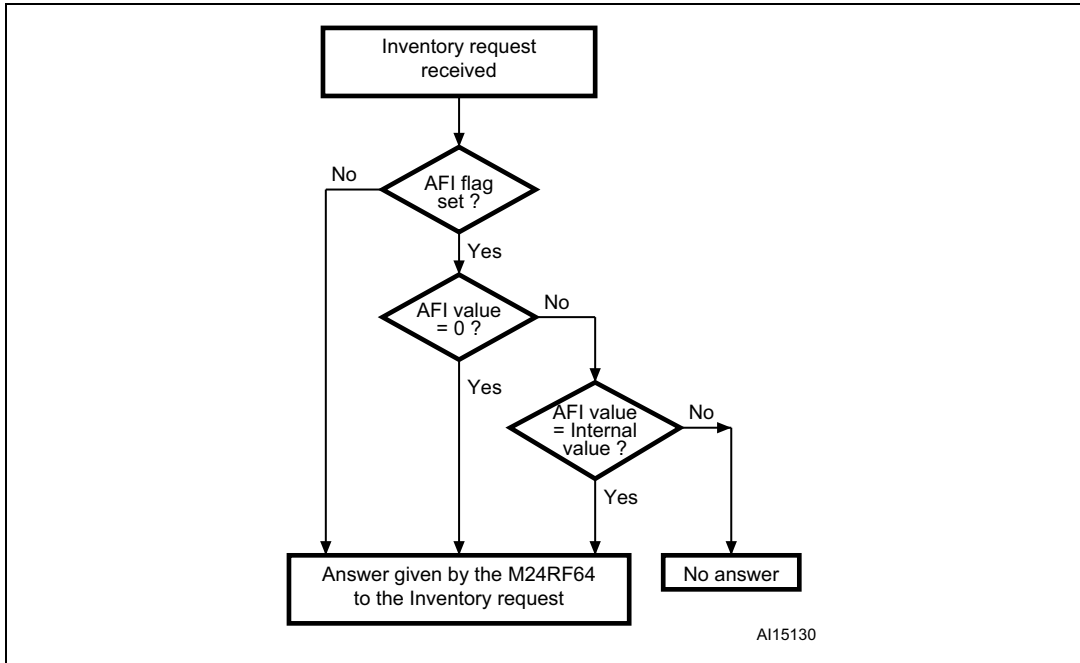 Inventory request
received
No
AFI flag
set ?
Yes
AFI value
= 0 ?
No
Yes
AFI value
= Internal
value ?
No
Yes
Answer given by the M24RF64
to the Inventory request
No answer
AI15130